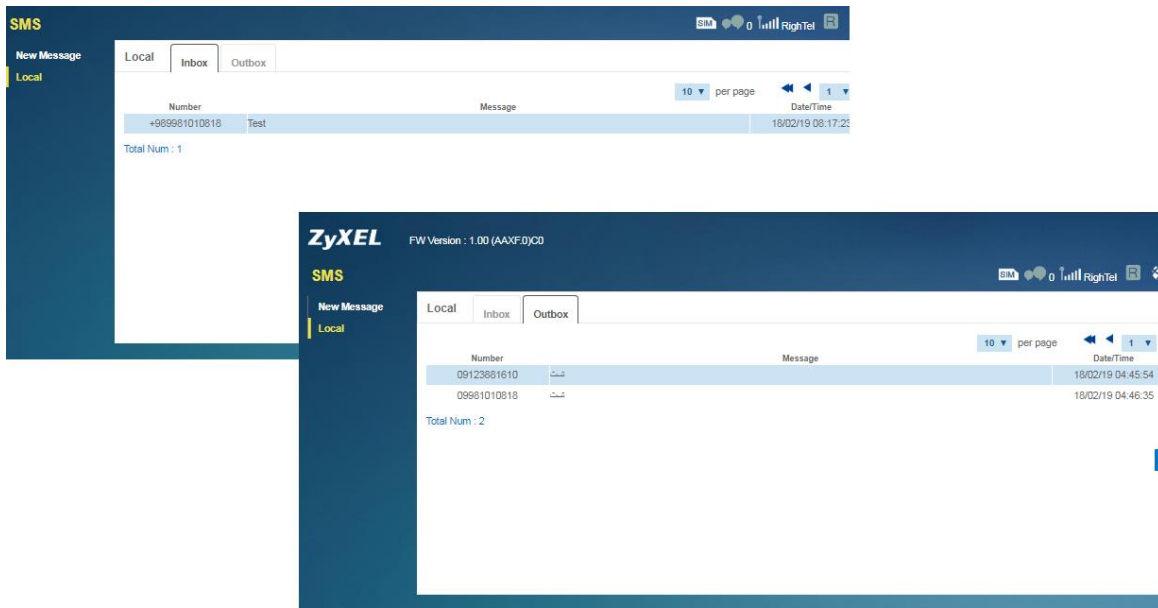 SMS
SIM 0 RighTel R
New Message
Local
Local Inbox Outbox
10 per page 1
Number Message Date/Time
+989981010818 Test 18/02/19 08:17:23
Total Num : 1
ZyXEL FW Version : 1.00 (AAXF.0)C0
SMS
SIM 0 RighTel R
New Message
Local
Local Inbox Outbox
10 per page 1
Number Message Date/Time
09123881610 تست 18/02/19 04:45:54
09981010818 تست 18/02/19 04:46:35
Total Num : 2